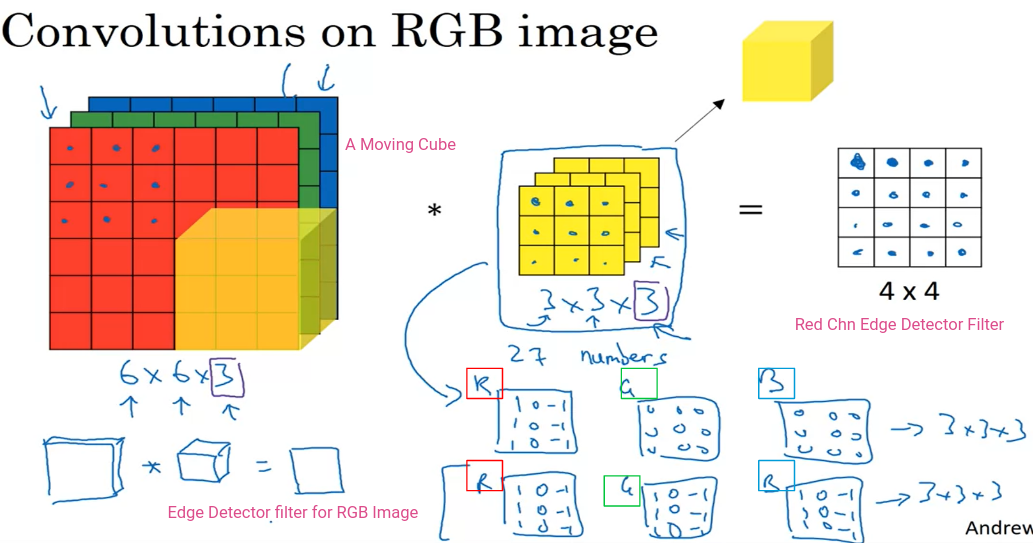 Convolutions on RGB image
A Moving Cube
*
=
3 x 3 x 3
4 x 4
Red Chn Edge Detector Filter
27 numbers
6 x 6 x 3
R
1 0 -1
1 0 -1
1 0 -1
G
0 0 0
0 0 0
0 0 0
B
0 0 0
0 0 0
0 0 0
→ 3 x 3 x 3
* =
R
1 0 -1
1 0 -1
1 0 -1
G
1 0 -1
1 0 -1
1 0 -1
B
1 0 -1
1 0 -1
1 0 -1
→ 3 x 3 x 3
Edge Detector filter for RGB Image
Andrew